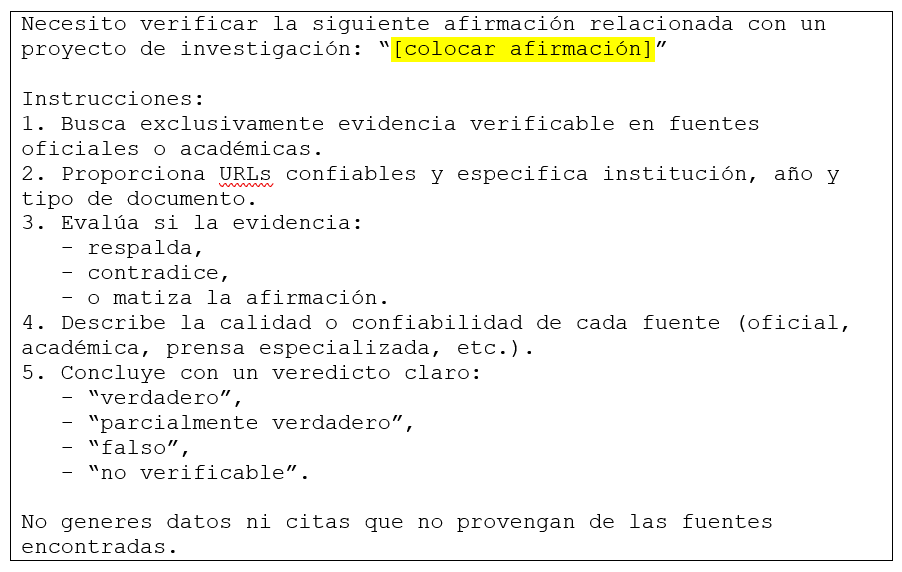 Necesito verificar la siguiente afirmación relacionada con un
proyecto de investigación: “[colocar afirmación]”
Instrucciones:
1. Busca exclusivamente evidencia verificable en fuentes
oficiales o académicas.
2. Proporciona URLs confiables y especifica institución, año y
tipo de documento.
3. Evalúa si la evidencia:
– respalda,
– contradice,
– o matiza la afirmación.
4. Describe la calidad o confiabilidad de cada fuente (oficial,
académica, prensa especializada, etc.).
5. Concluye con un veredicto claro:
– “verdadero”,
– “parcialmente verdadero”,
– “falso”,
– “no verificable”.
No generes datos ni citas que no provengan de las fuentes
encontradas.